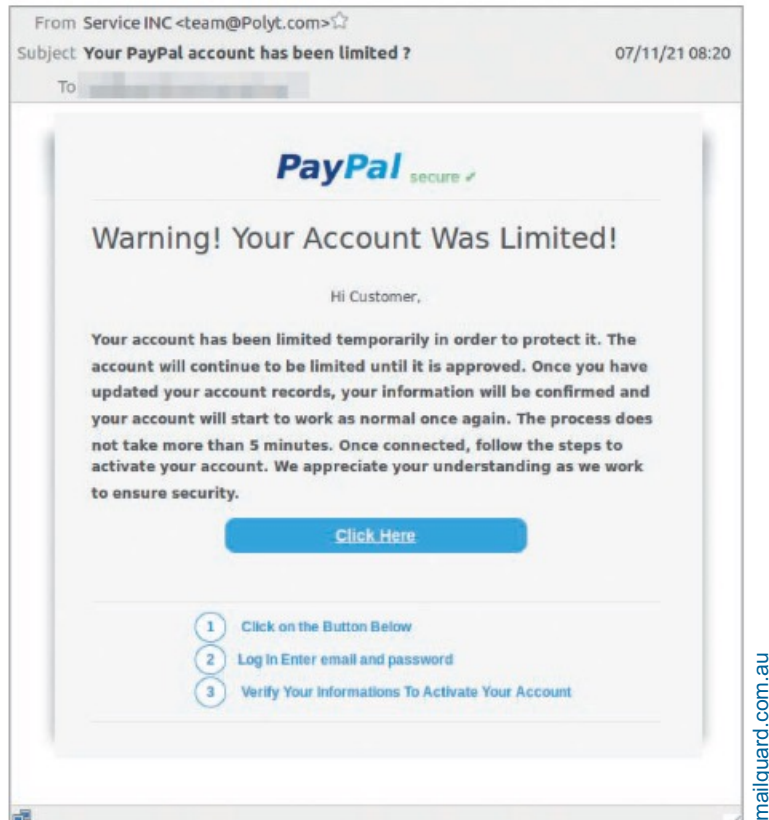 From Service INC <team@Polyt.com>
Subject Your PayPal account has been limited ? 07/11/21 08:20
To
PayPal secure ✔
Warning! Your Account Was Limited!
Hi Customer,
Your account has been limited temporarily in order to protect it. The
account will continue to be limited until it is approved. Once you have
updated your account records, your information will be confirmed and
your account will start to work as normal once again. The process does
not take more than 5 minutes. Once connected, follow the steps to
activate your account. We appreciate your understanding as we work
to ensure security.
Click Here
1 Click on the Button Below
2 Log In Enter email and password
3 Verify Your Informations To Activate Your Account
mailguard.com.au